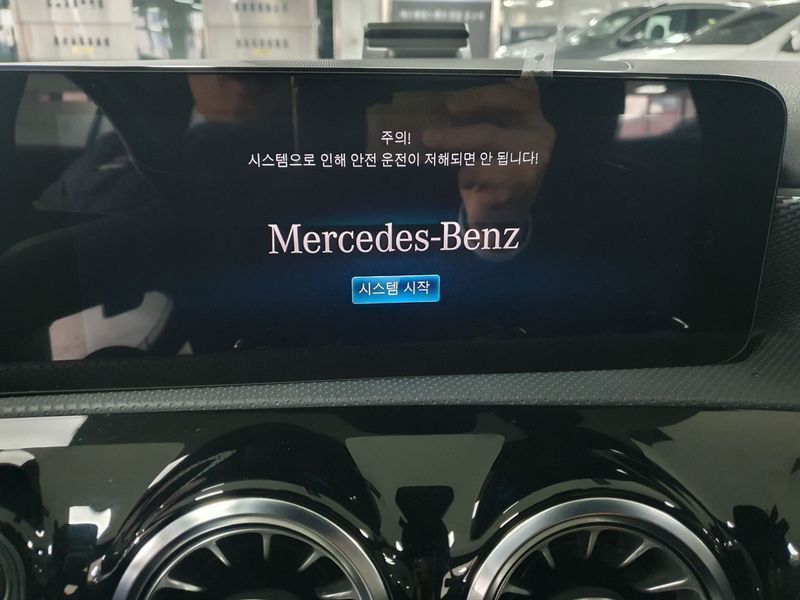 주의!
시스템으로 인해 안전 운전이 저해되면 안 됩니다!
Mercedes-Benz
시스템 시작